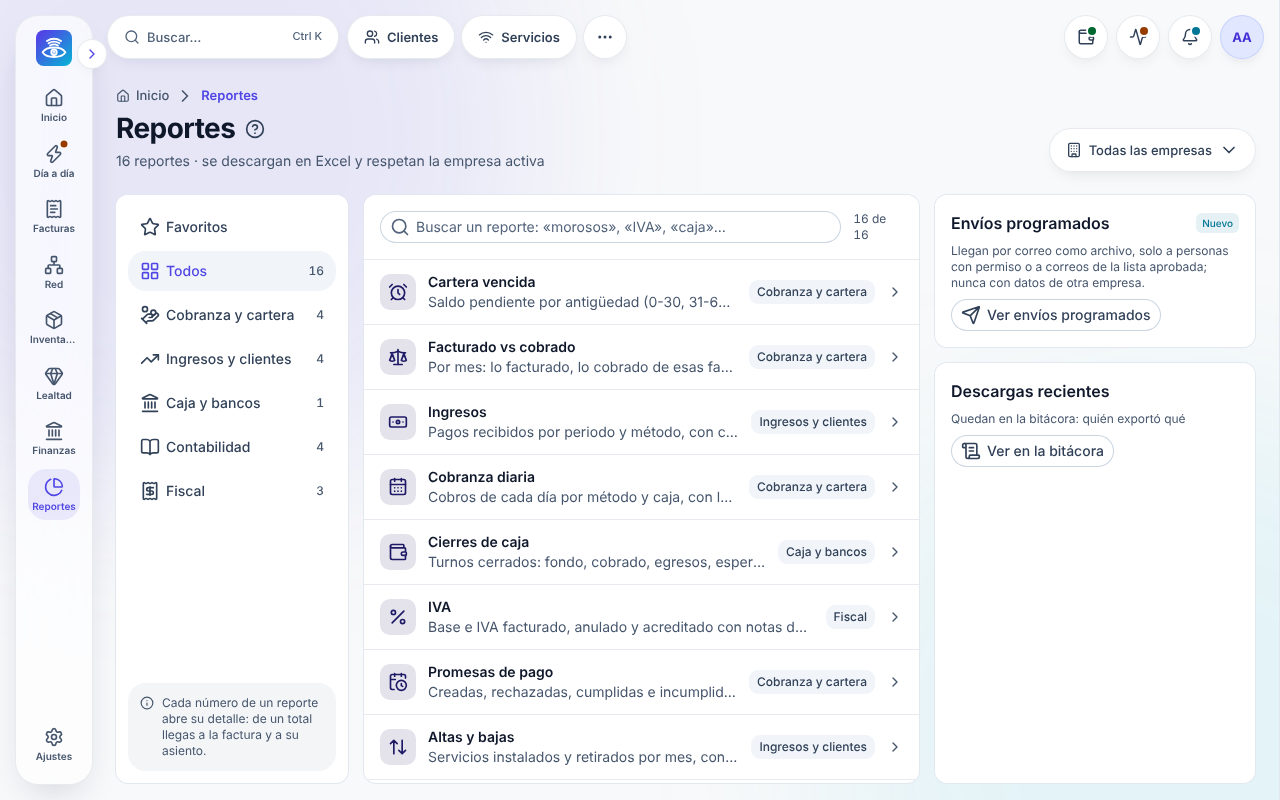 Buscar...
Ctrl K
Clientes
Servicios
AA
Inicio
Día a día
Facturas
Red
Inventa...
Lealtad
Finanzas
Reportes
Ajustes
Inicio
Reportes
Reportes
16 reportes · se descargan en Excel y respetan la empresa activa
Todas las empresas
Favoritos
Todos 16
Cobranza y cartera 4
Ingresos y clientes 4
Caja y bancos 1
Contabilidad 4
Fiscal 3
Cada número de un reporte
abre su detalle: de un total
llegas a la factura y a su
asiento.
Buscar un reporte: «morosos», «IVA», «caja»...
16 de
16
Cartera vencida
Saldo pendiente por antigüedad (0-30, 31-6...
Cobranza y cartera
Facturado vs cobrado
Por mes: lo facturado, lo cobrado de esas fa...
Cobranza y cartera
Ingresos
Pagos recibidos por periodo y método, con c...
Ingresos y clientes
Cobranza diaria
Cobros de cada día por método y caja, con l...
Cobranza y cartera
Cierres de caja
Turnos cerrados: fondo, cobrado, egresos, esper...
Caja y bancos
IVA
Base e IVA facturado, anulado y acreditado con notas d...
Fiscal
Promesas de pago
Creadas, rechazadas, cumplidas e incumplid...
Cobranza y cartera
Altas y bajas
Servicios instalados y retirados por mes, con...
Ingresos y clientes
Envíos programados
Nuevo
Llegan por correo como archivo, solo a personas
con permiso o a correos de la lista aprobada;
nunca con datos de otra empresa.
Ver envíos programados
Descargas recientes
Quedan en la bitácora: quién exportó qué
Ver en la bitácora